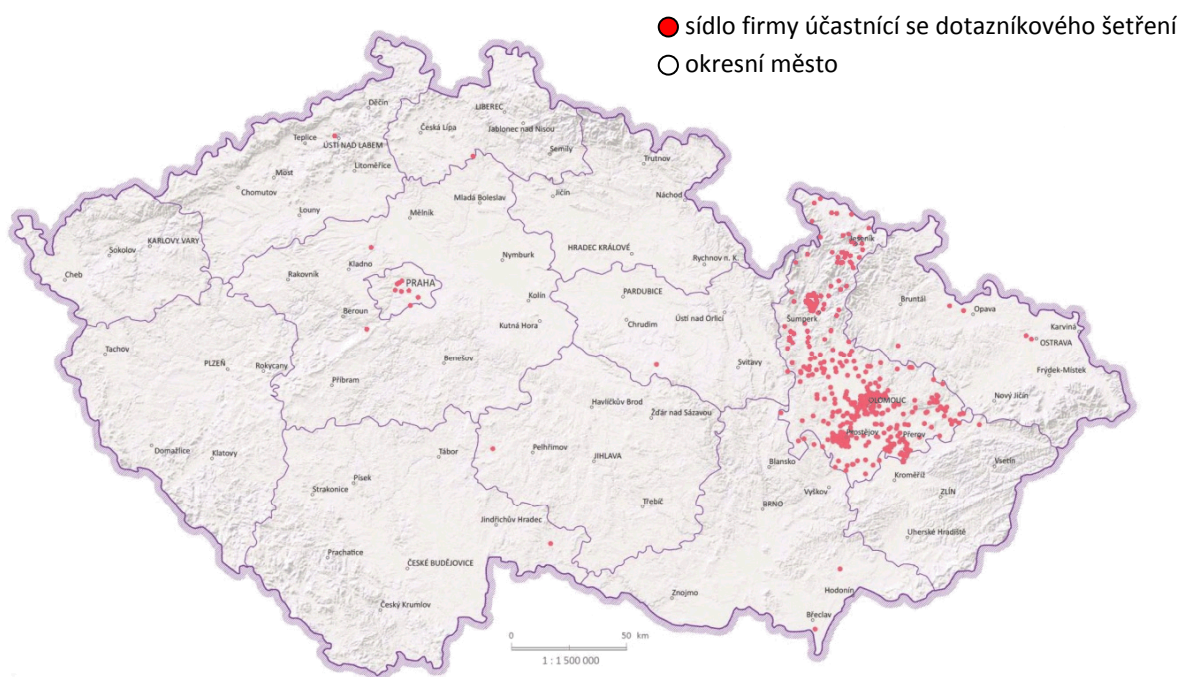 sídlo firmy účastnící se dotazníkového šetření
okresní město
Děčín
LIBEREC
Teplice
ÚSTÍ NAD LABEM
Česká Lípa
Jablonec nad Nisou
Semily
Litoměřice
Most
Chomutov
Louny
Trutnov
Jičín
Náchod
Mladá Boleslav
Mělník
KARLOVY VARY
Sokolov
Cheb
HRADEC KRÁLOVÉ
Rychnov n. K.
Jeseník
Nymburk
Kladno
Rakovník
PRAHA
PARDUBICE
Kolín
Bruntál
Beroun
Kutná Hora
Chrudim
Ústí nad Orlicí
Šumperk
Opava
Karviná
OSTRAVA
Tachov
PLZEŇ
Rokycany
Benešov
Svitavy
Frýdek-Místek
Příbram
Nový Jičín
Havlíčkův Brod
Žďár nad Sázavou
OLOMOUC
Prostějov
Přerov
Domažlice
Klatovy
Tábor
Pelhřimov
JIHLAVA
Blansko
Vsetín
Písek
Strakonice
Kroměříž
Vyškov
ZLÍN
Třebíč
BRNO
Jindřichův Hradec
Uherské Hradiště
Prachatice
ČESKÉ BUDĚJOVICE
Znojmo
Hodonín
Český Krumlov
Břeclav
0 50 km
1 : 1 500 000